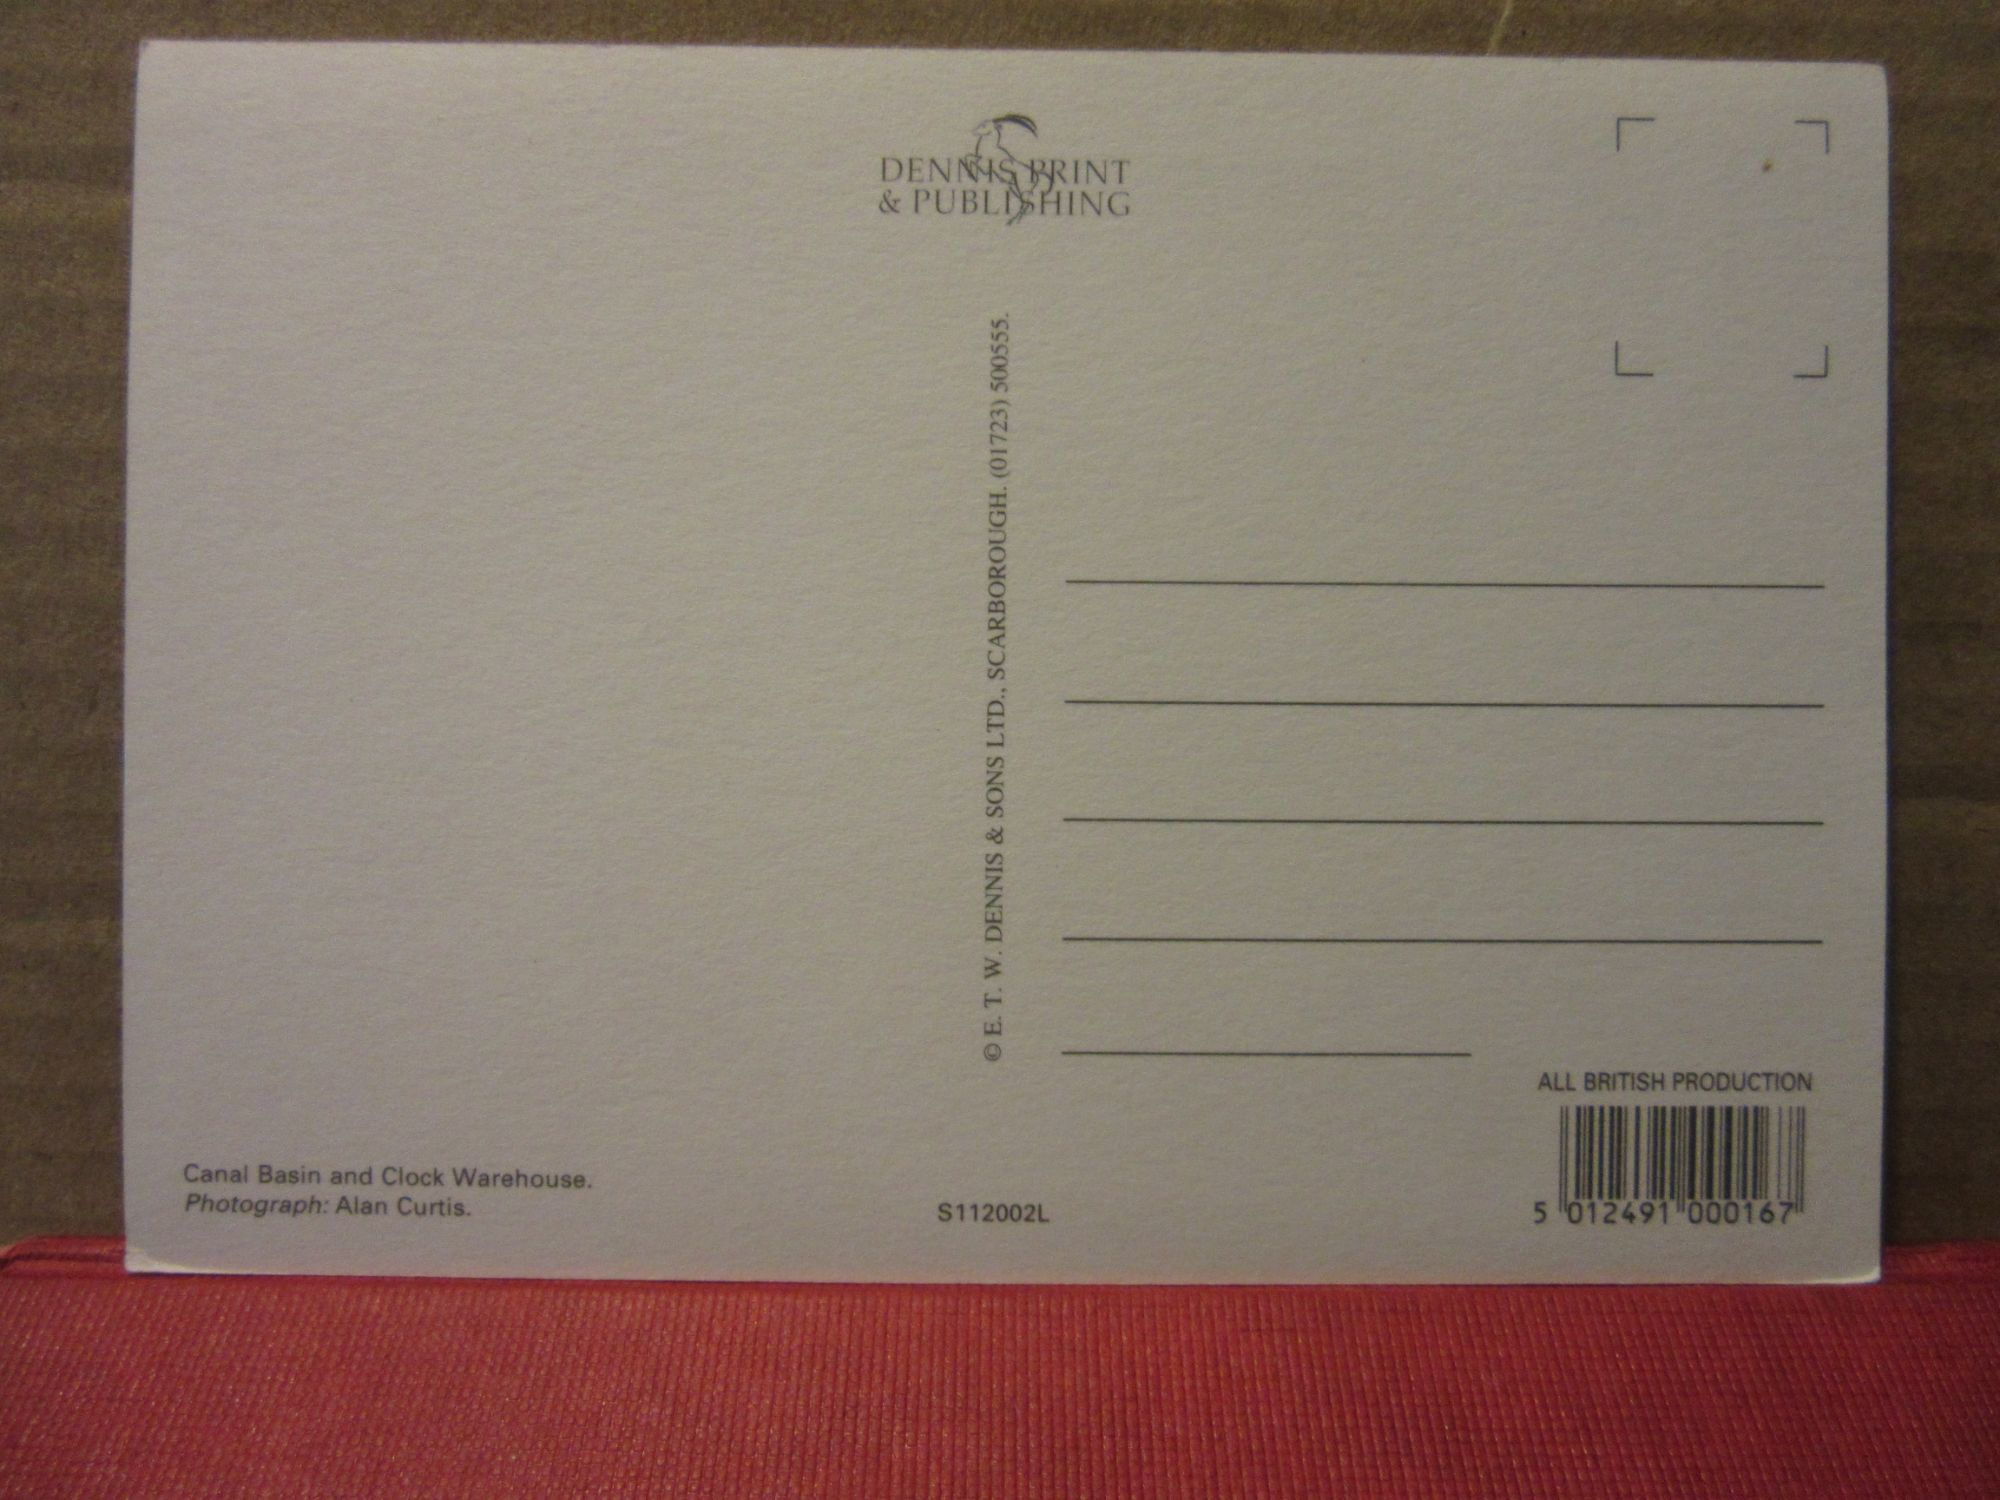 DENNIS PRINT
& PUBLISHING
© E. T. W. DENNIS & SONS LTD., SCARBOROUGH. (01723) 500555.
Canal Basin and Clock Warehouse.
Photograph: Alan Curtis.
S112002L
ALL BRITISH PRODUCTION
5 012491 000167